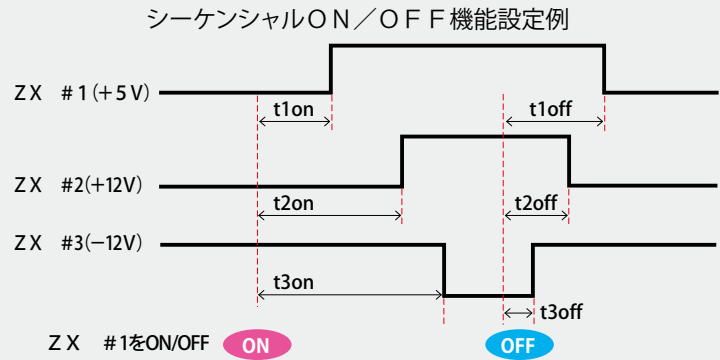 シーケンシャルON／OFF機能設定例
ZX #1(+5V)
t1on
t1off
ZX #2(+12V)
t2on
t2off
ZX #3(−12V)
t3on
t3off
ZX #1をON/OFF
ON
OFF